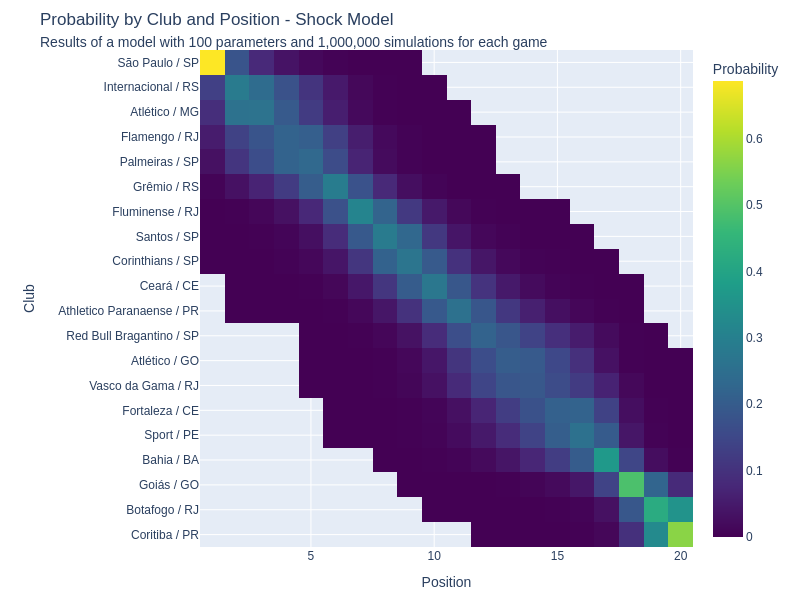 Probability by Club and Position - Shock Model
Results of a model with 100 parameters and 1,000,000 simulations for each game
Probability
0.6
0.5
0.4
0.3
0.2
0.1
0
Club
São Paulo / SP
Internacional / RS
Atlético / MG
Flamengo / RJ
Palmeiras / SP
Grêmio / RS
Fluminense / RJ
Santos / SP
Corinthians / SP
Ceará / CE
Athletico Paranaense / PR
Red Bull Bragantino / SP
Atlético / GO
Vasco da Gama / RJ
Fortaleza / CE
Sport / PE
Bahia / BA
Goiás / GO
Botafogo / RJ
Coritiba / PR
5 10 15 20
Position